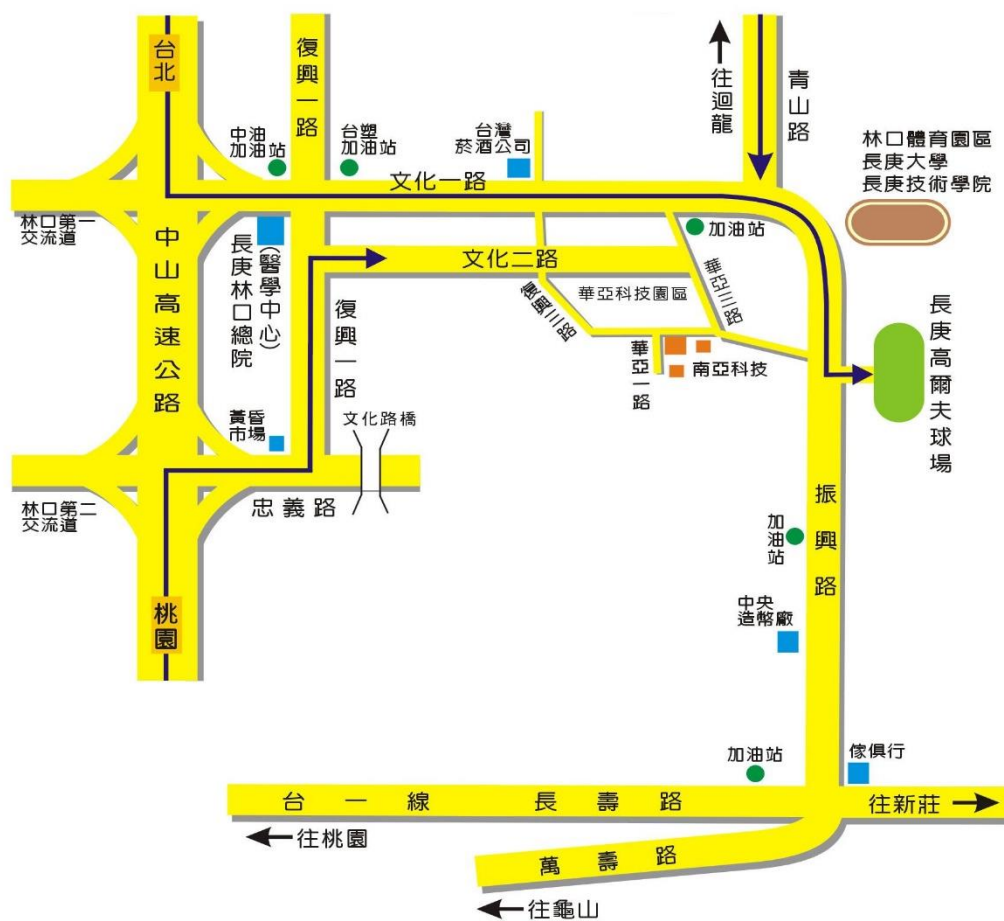 台北
復興一路
往迴龍
青山路
中油
加油站
台塑
加油站
台灣
菸酒公司
林口體育園區
長庚大學
長庚技術學院
文化一路
林口第一
交流道
中山高速公路
長庚林口總院
(醫學中心)
加油站
文化二路
華亞三路
華亞科技園區
復興三路
復興一路
華亞一路
南亞科技
長庚高爾夫球場
黃昏
市場
文化路橋
林口第二
交流道
忠義路
振興路
加油站
桃園
中央
造幣廠
加油站
傢俱行
台一線 長壽路
往新莊
往桃園
萬壽路
往龜山